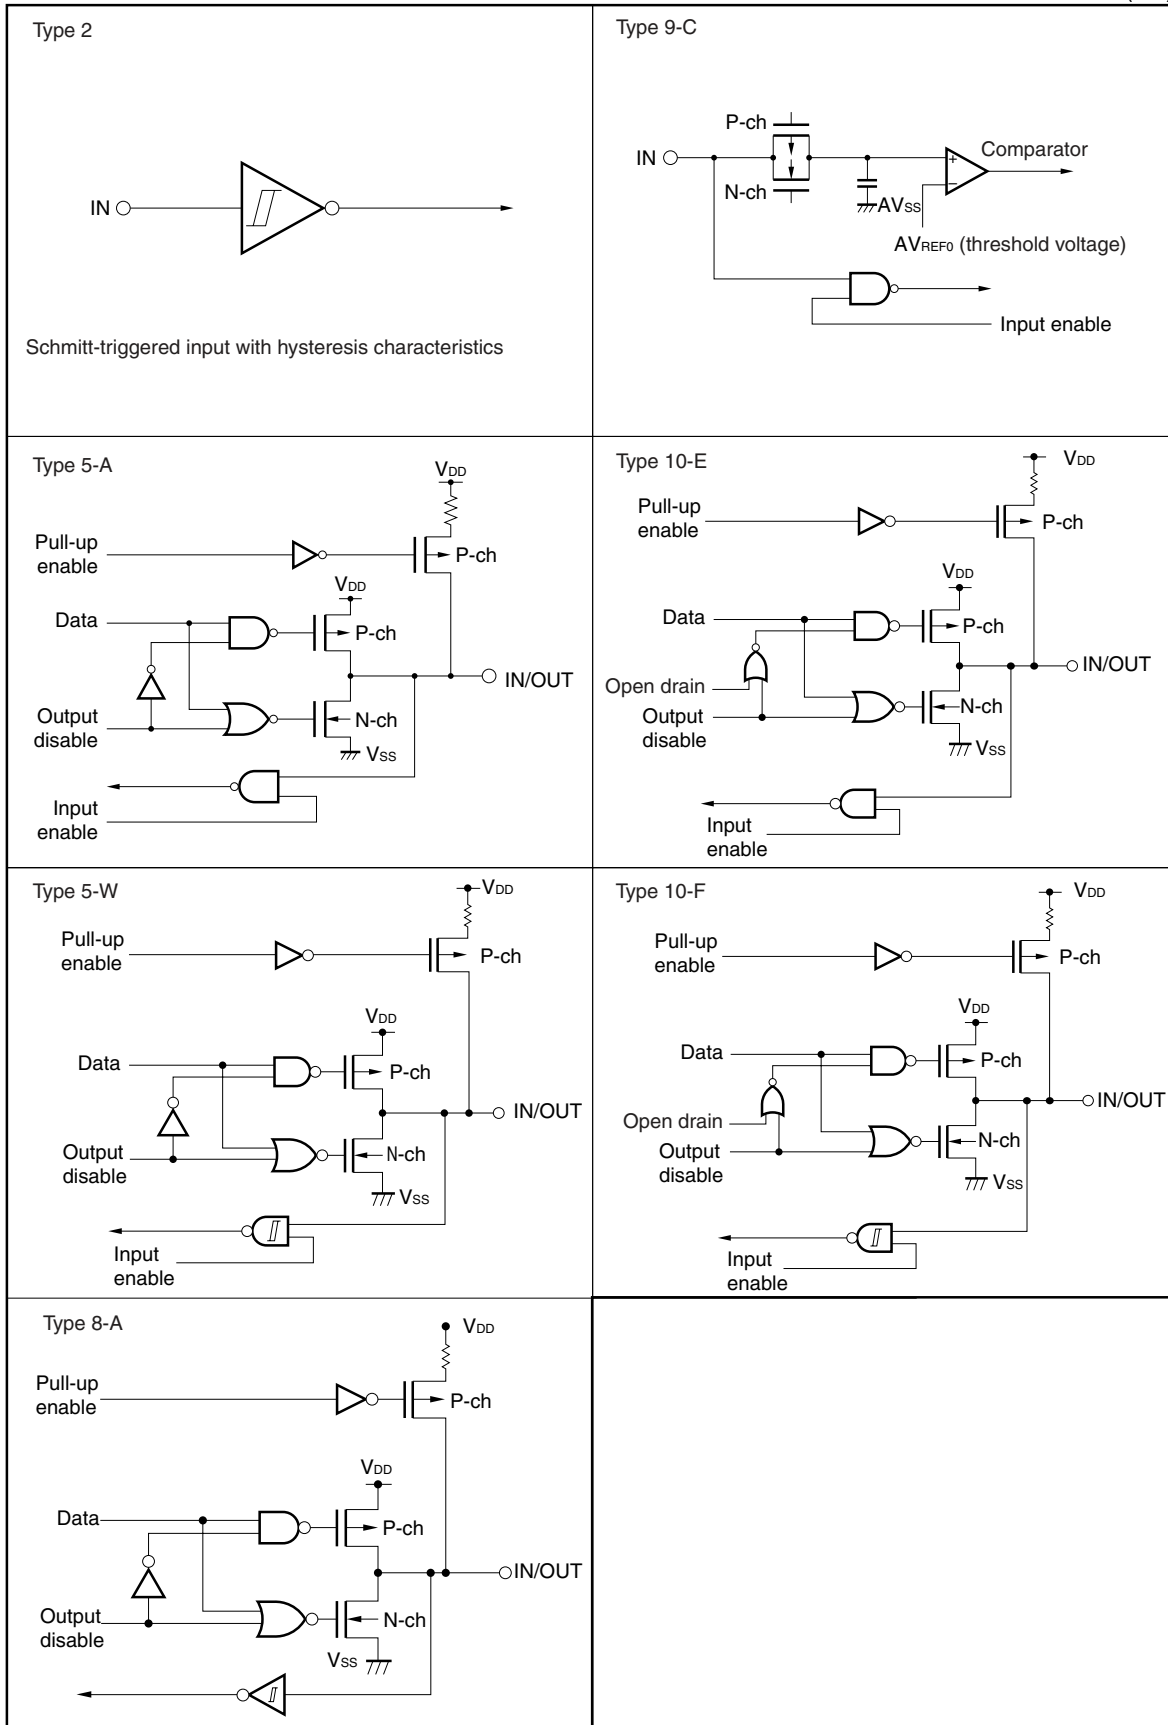 Type 2
IN
Schmitt-triggered input with hysteresis characteristics
Type 9-C
P-ch
IN
N-ch
Comparator
+
−
AVSS
AVREF0 (threshold voltage)
Input enable
Type 5-A
VDD
Pull-up
enable
P-ch
VDD
Data
P-ch
IN/OUT
Output
disable
N-ch
VSS
Input
enable
Type 10-E
VDD
Pull-up
enable
P-ch
VDD
Data
P-ch
IN/OUT
Open drain
Output
disable
N-ch
VSS
Input
enable
Type 5-W
VDD
Pull-up
enable
P-ch
VDD
Data
P-ch
IN/OUT
Output
disable
N-ch
VSS
Input
enable
Type 10-F
VDD
Pull-up
enable
P-ch
VDD
Data
P-ch
IN/OUT
Open drain
Output
disable
N-ch
VSS
Input
enable
Type 8-A
VDD
Pull-up
enable
P-ch
VDD
Data
P-ch
IN/OUT
Output
disable
N-ch
VSS